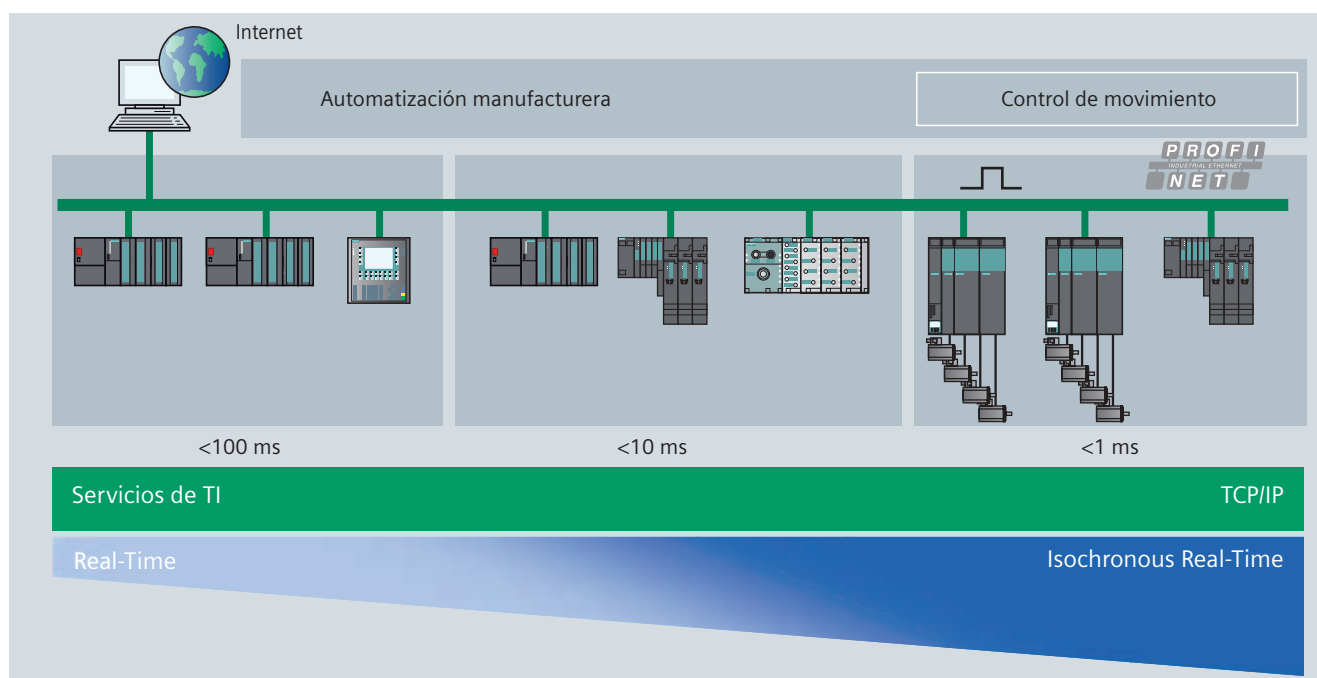 Internet
Automatización manufacturera
Control de movimiento
PROFI
INDUSTRIAL ETHERNET
NET
<100 ms
<10 ms
<1 ms
Servicios de TI
TCP/IP
Real-Time
Isochronous Real-Time